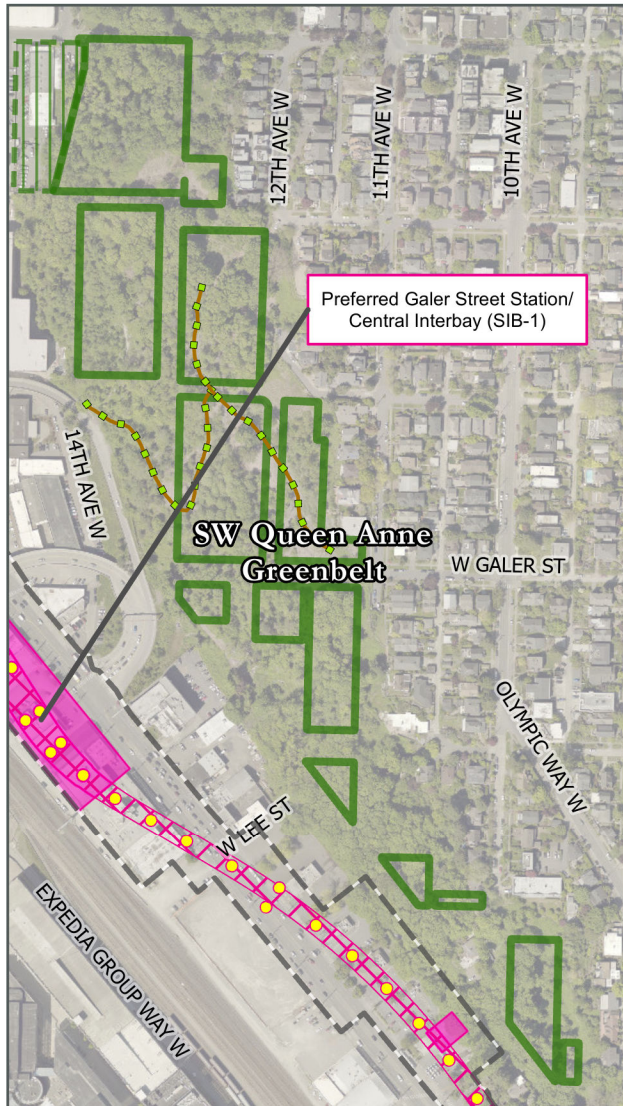 12TH AVE W
11TH AVE W
10TH AVE W
Preferred Galer Street Station/
Central Interbay (SIB-1)
14TH AVE W
SW Queen Anne
Greenbelt
W GALER ST
OLYMPIC WAY W
W LEE ST
EXPEDIA GROUP WAY W